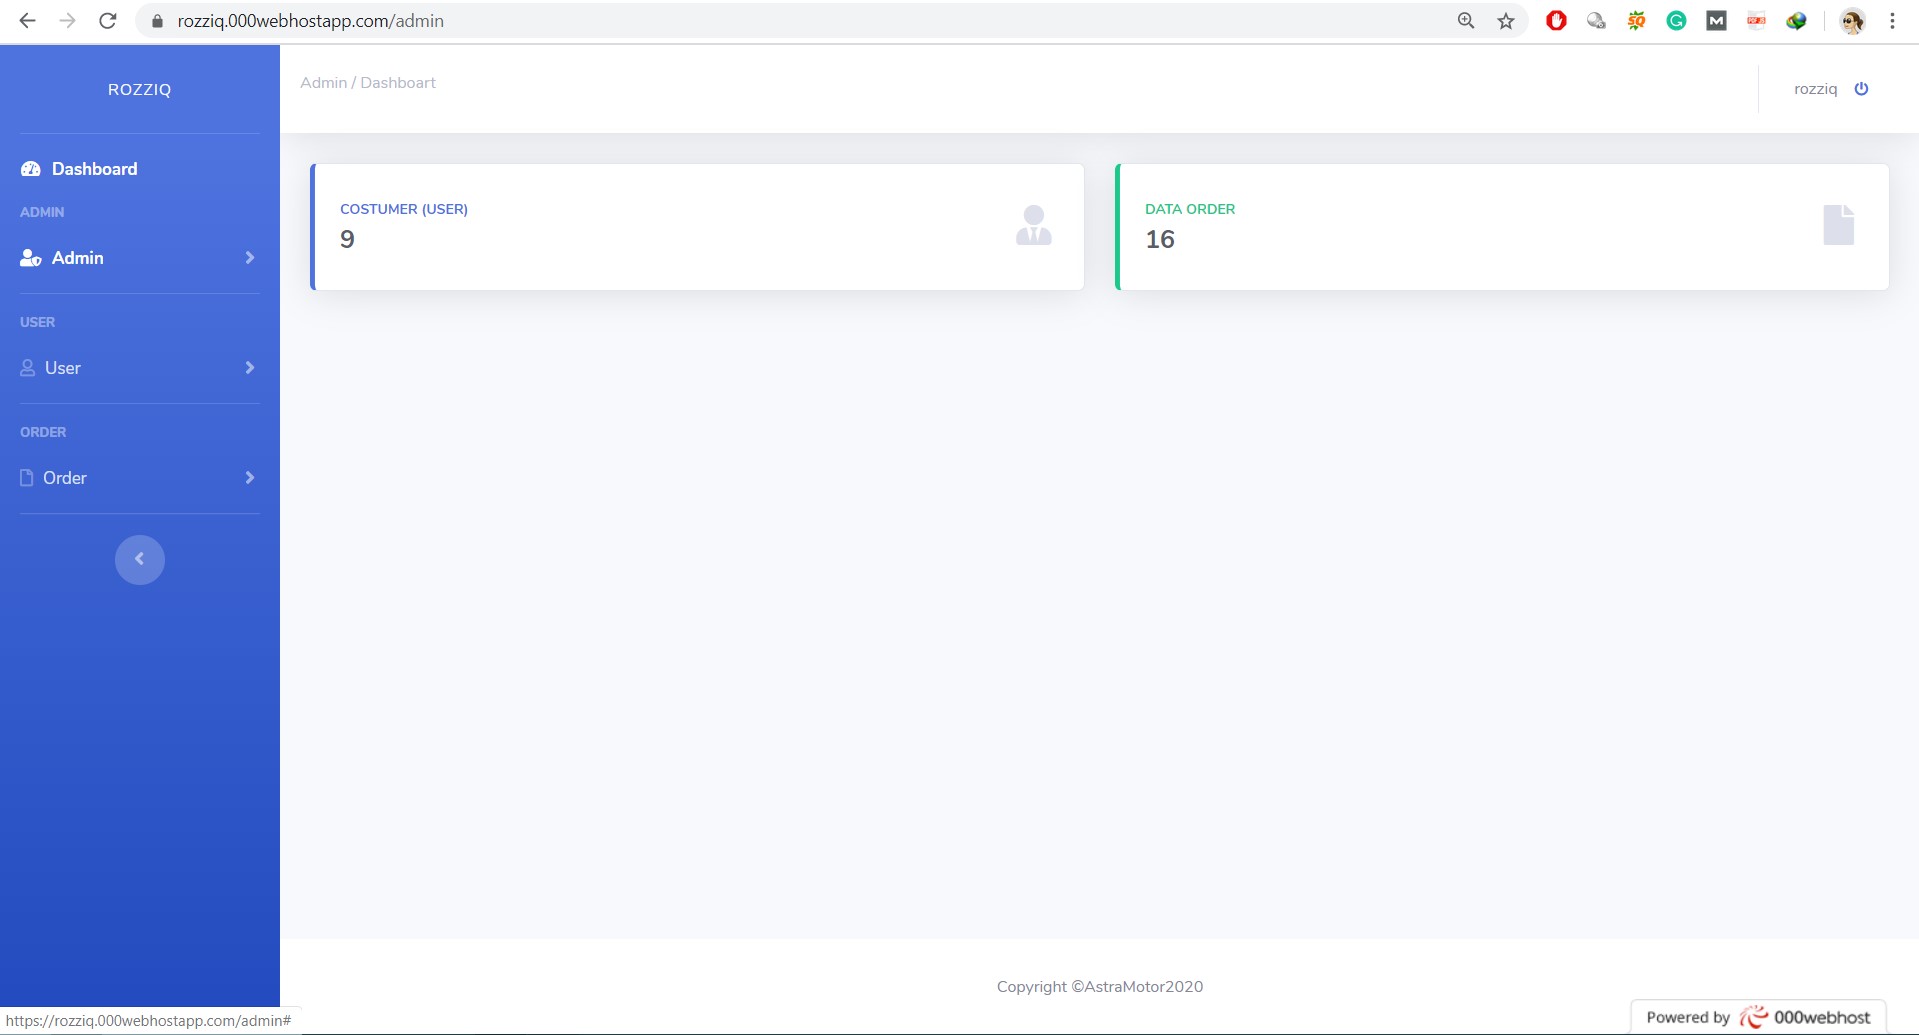 rozziq.000webhostapp.com/admin
ROZZIQ
Admin / Dashboart
rozziq
Dashboard
ADMIN
Admin
USER
User
ORDER
Order
COSTUMER (USER)
9
DATA ORDER
16
Copyright ©AstraMotor2020
https://rozziq.000webhostapp.com/admin#
Powered by 000webhost